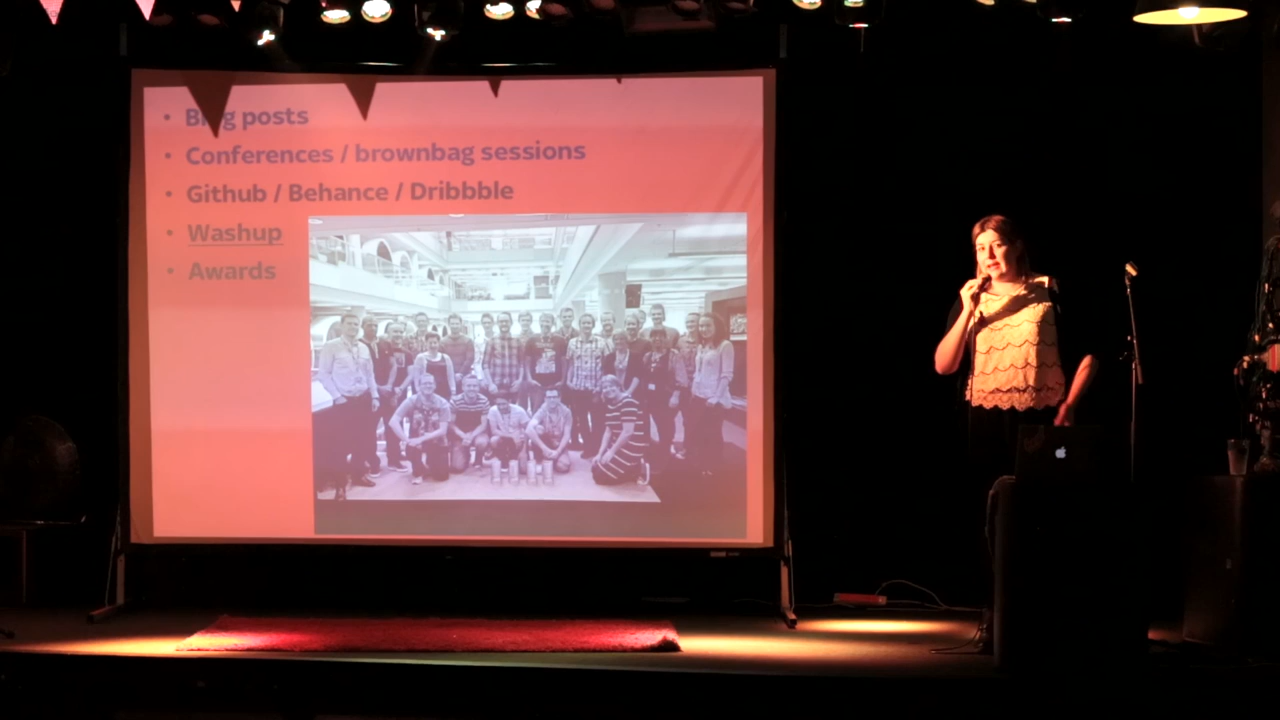 Blog posts
Conferences / brownbag sessions
Github / Behance / Dribbble
Washup
Awards